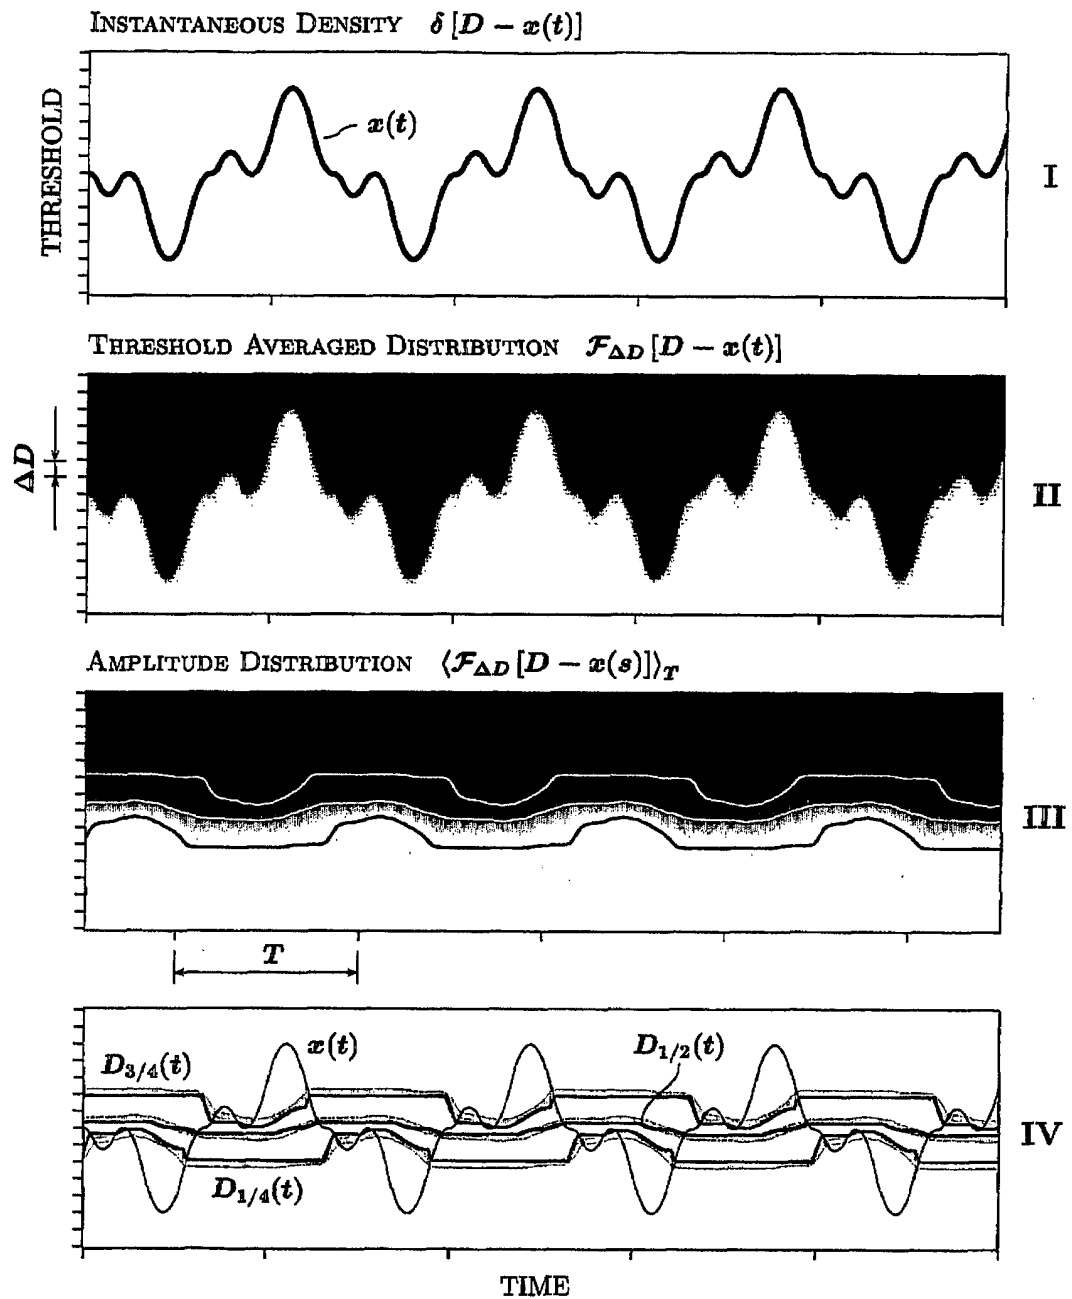 INSTANTANEOUS DENSITY δ [D − x(t)]
THRESHOLD
x(t)
I
THRESHOLD AVERAGED DISTRIBUTION 𝓕ΔD [D − x(t)]
ΔD
II
AMPLITUDE DISTRIBUTION ⟨𝓕ΔD [D − x(s)]⟩T
III
T
D3/4(t)
x(t)
D1/2(t)
IV
D1/4(t)
TIME